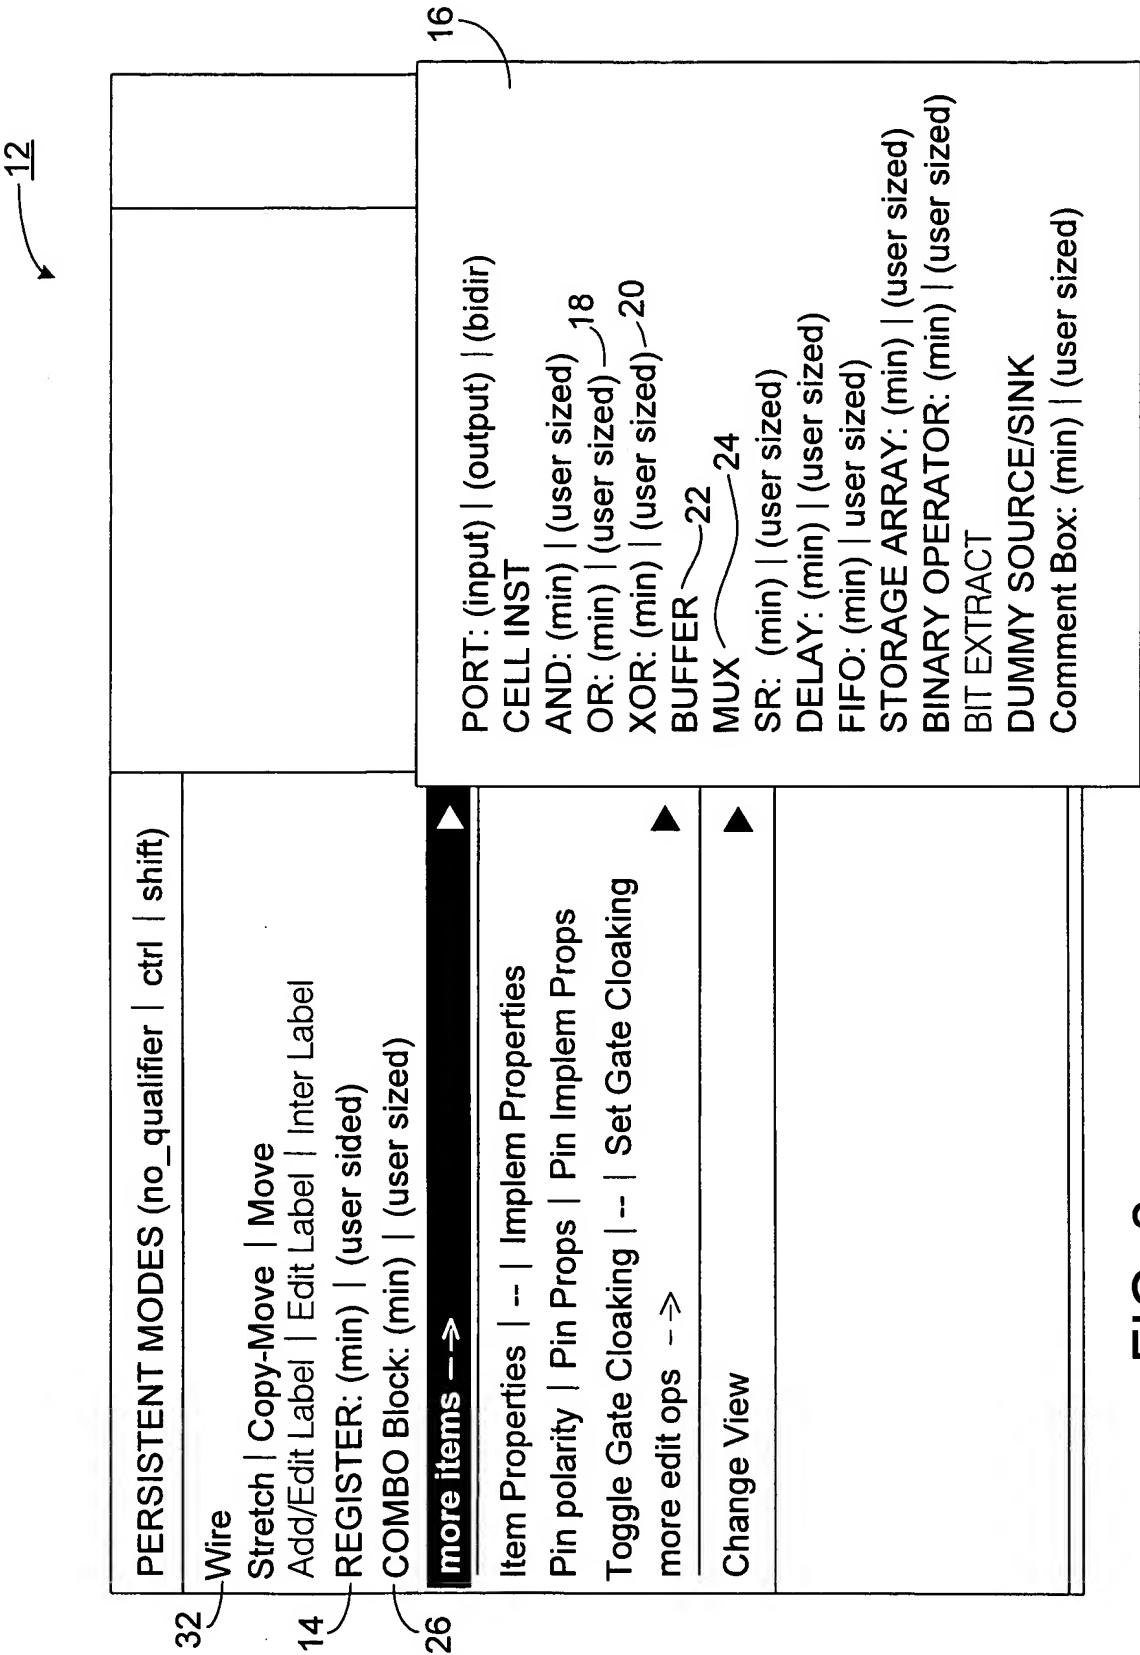 12
PERSISTENT MODES (no_qualifier | ctrl | shift)
32
Wire
Stretch | Copy-Move | Move
Add/Edit Label | Edit Label | Inter Label
14
REGISTER: (min) | (user sided)
26
COMBO Block: (min) | (user sized)
more items -->
Item Properties | -- | Implem Properties
Pin polarity | Pin Props | Pin Implem Props
Toggle Gate Cloaking | -- | Set Gate Cloaking
more edit ops -->
Change View
16
PORT: (input) | (output) | (bidir)
CELL INST
AND: (min) | (user sized)
OR: (min) | (user sized) 18
XOR: (min) | (user sized) 20
BUFFER 22
MUX 24
SR: (min) | (user sized)
DELAY: (min) | (user sized)
FIFO: (min) | user sized)
STORAGE ARRAY: (min) | (user sized)
BINARY OPERATOR: (min) | (user sized)
BIT EXTRACT
DUMMY SOURCE/SINK
Comment Box: (min) | (user sized)